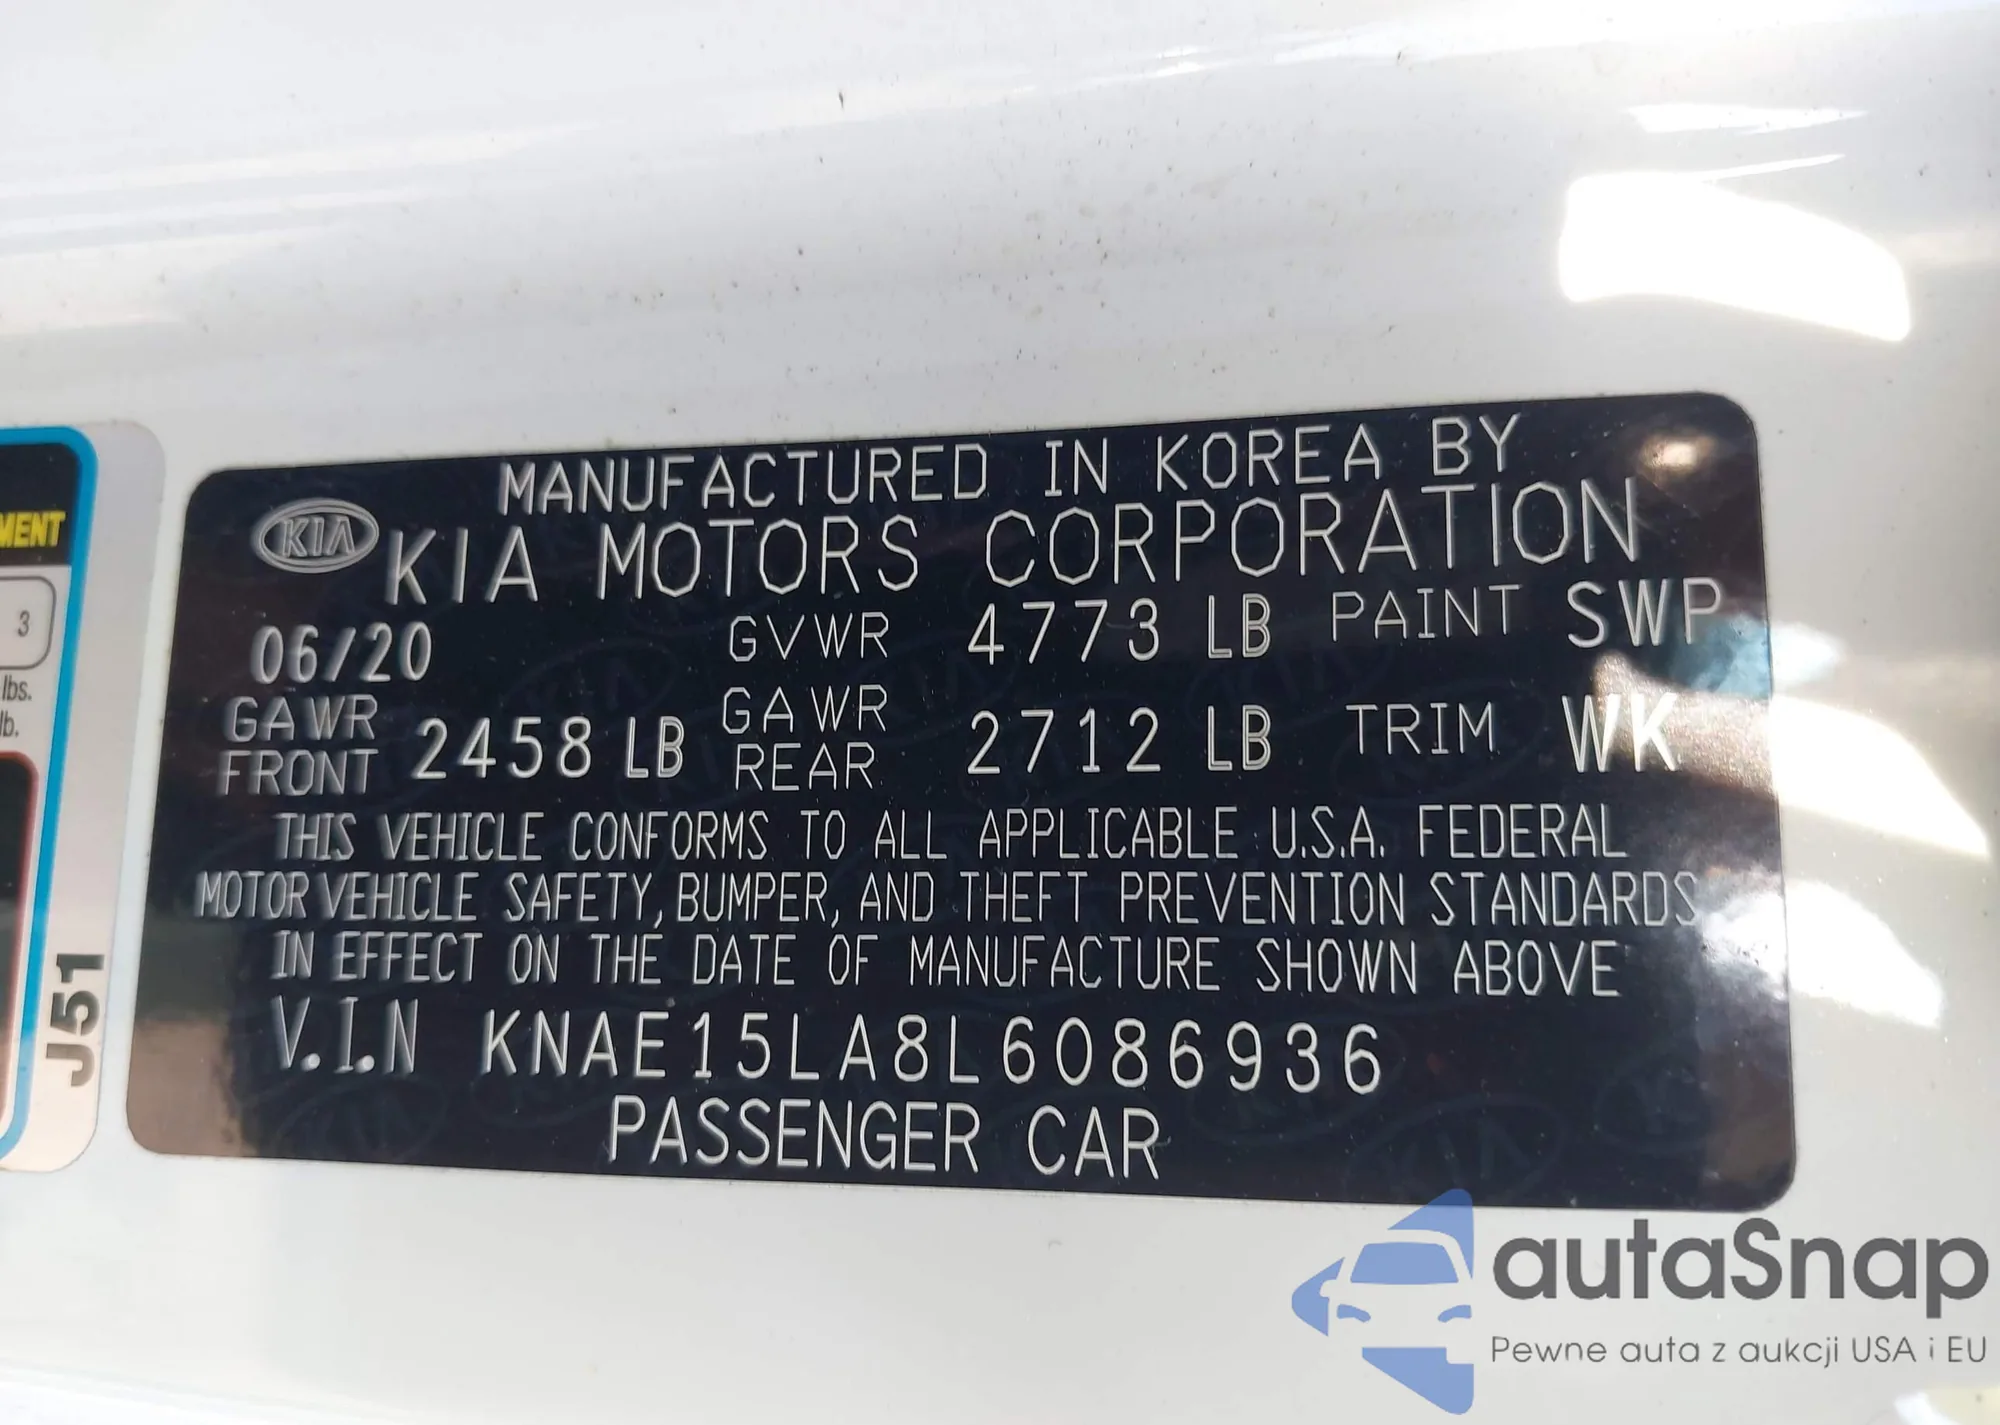 MENT
3
lbs.
lb.
J51
MANUFACTURED IN KOREA BY
KIA KIA MOTORS CORPORATION
06/20 GVWR 4773 LB PAINT SWP
GAWR FRONT 2458 LB GAWR REAR 2712 LB TRIM WK
THIS VEHICLE CONFORMS TO ALL APPLICABLE U.S.A. FEDERAL
MOTOR VEHICLE SAFETY, BUMPER, AND THEFT PREVENTION STANDARDS
IN EFFECT ON THE DATE OF MANUFACTURE SHOWN ABOVE
V.I.N KNAE15LA8L6086936
PASSENGER CAR
autaSnap
Pewne auta z aukcji USA i EU